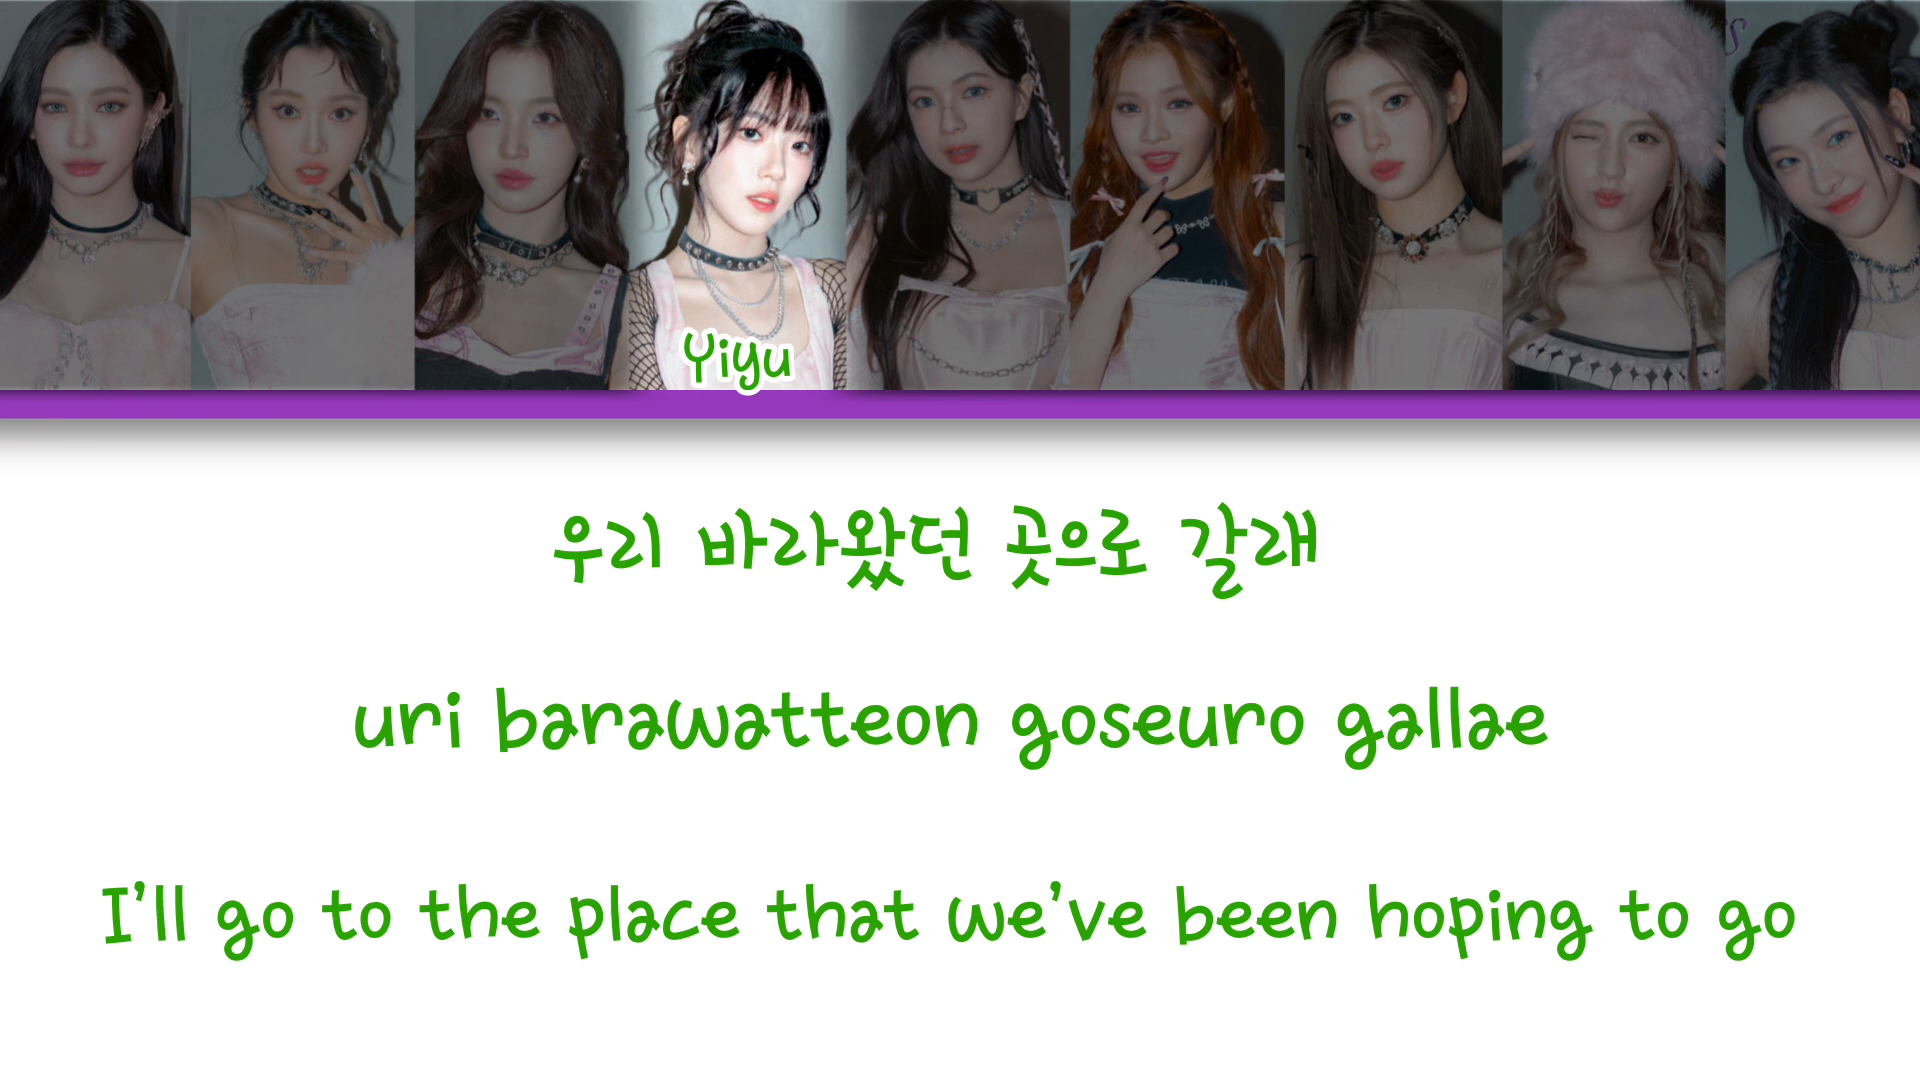 Yiyu
우리 바라왔던 곳으로 갈래
uri barawatteon goseuro gallae
I'll go to the place that we've been hoping to go